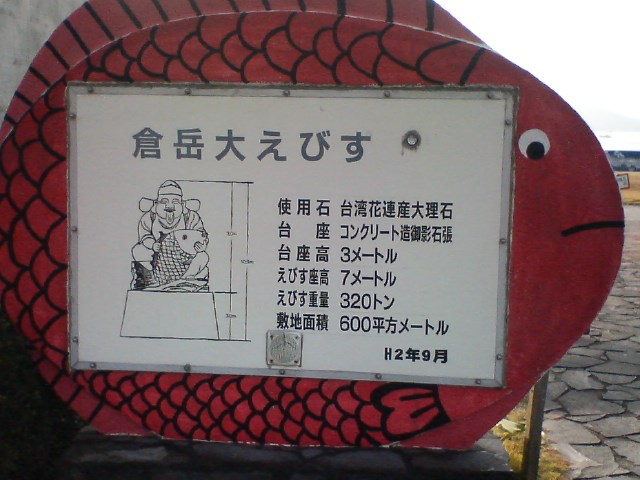 倉岳大えびす
使用石 台湾花連産大理石
台座 コンクリート造御影石張
台座高 3メートル
えびす座高 7メートル
えびす重量 320トン
敷地面積 600平方メートル
H2年9月